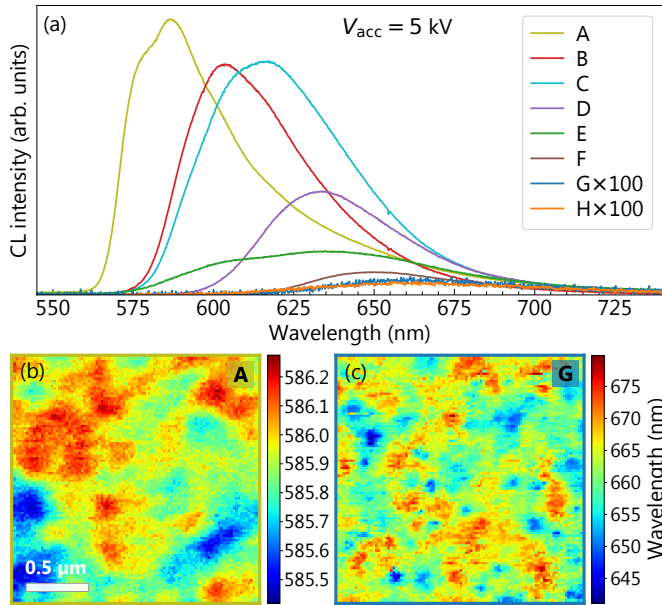 (a)
V_acc = 5 kV
CL intensity (arb. units)
A
B
C
D
E
F
G×100
H×100
550 575 600 625 650 675 700 725
Wavelength (nm)
(b) A
0.5 μm
586.2
586.1
586.0
585.9
585.8
585.7
585.6
585.5
(c) G
675
670
665
660
655
650
645
Wavelength (nm)